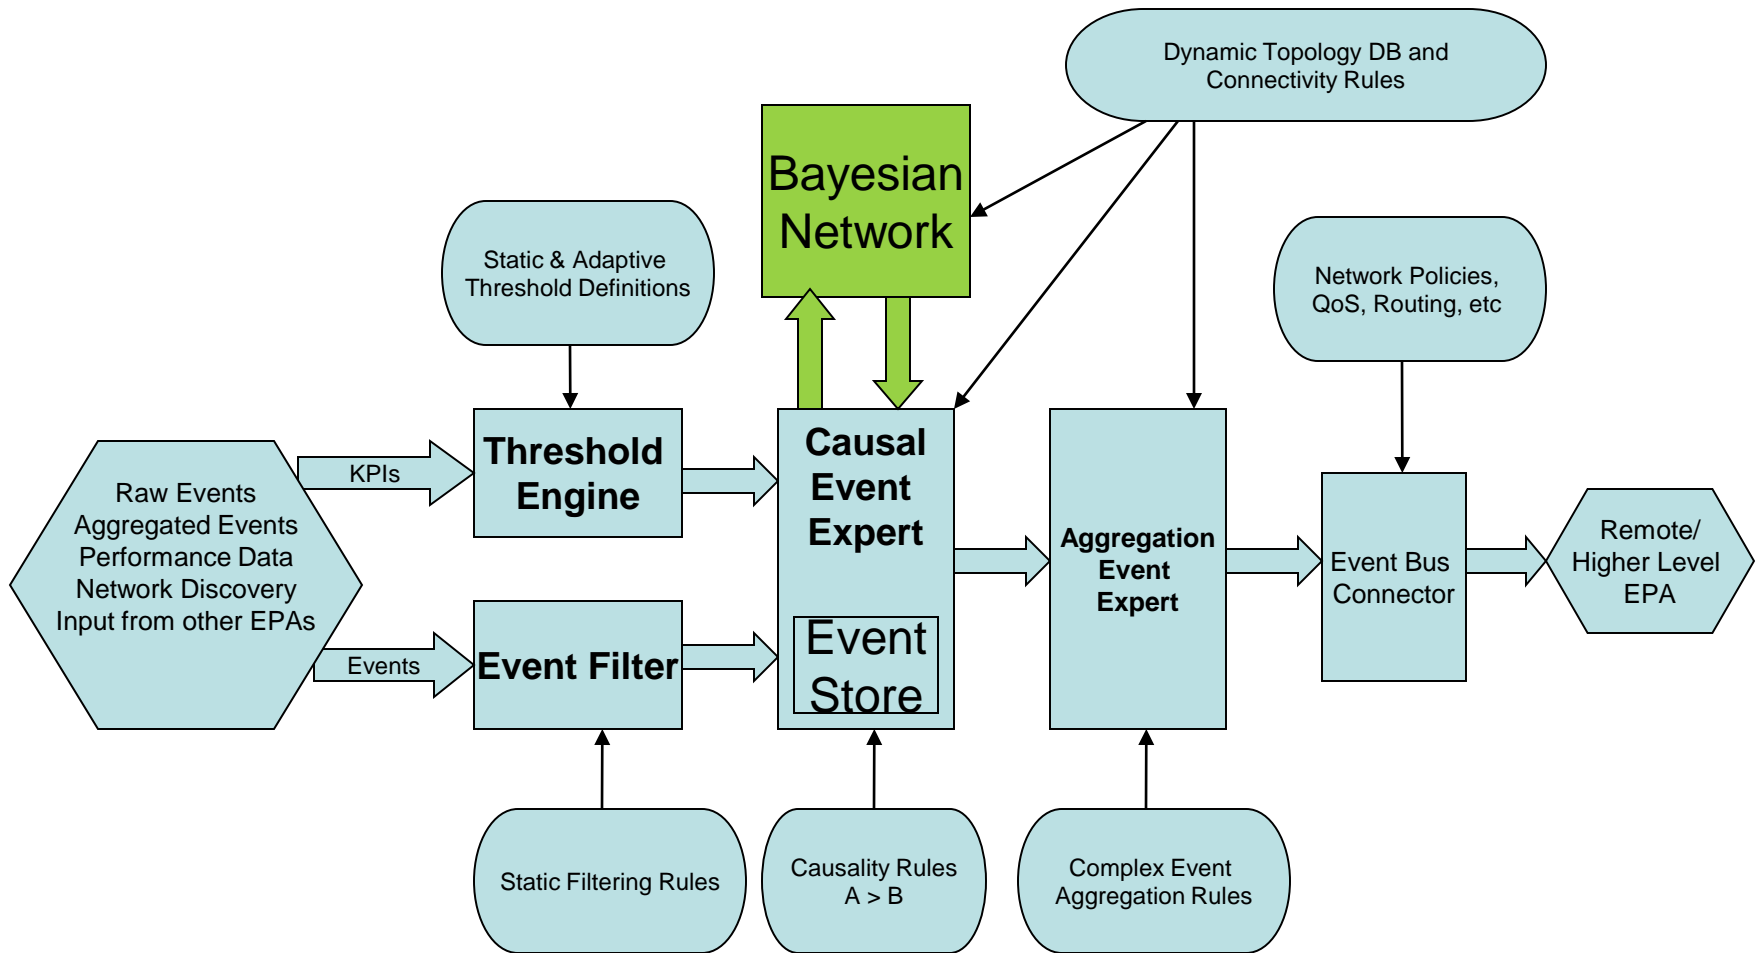 Dynamic Topology DB and
Connectivity Rules
Bayesian
Network
Static & Adaptive
Threshold Definitions
Network Policies,
QoS, Routing, etc
KPIs
Threshold
Engine
Causal
Event
Expert
Raw Events
Aggregated Events
Performance Data
Network Discovery
Input from other EPAs
Aggregation
Event
Expert
Event Bus
Connector
Remote/
Higher Level
EPA
Events
Event Filter
Event
Store
Static Filtering Rules
Causality Rules
A > B
Complex Event
Aggregation Rules